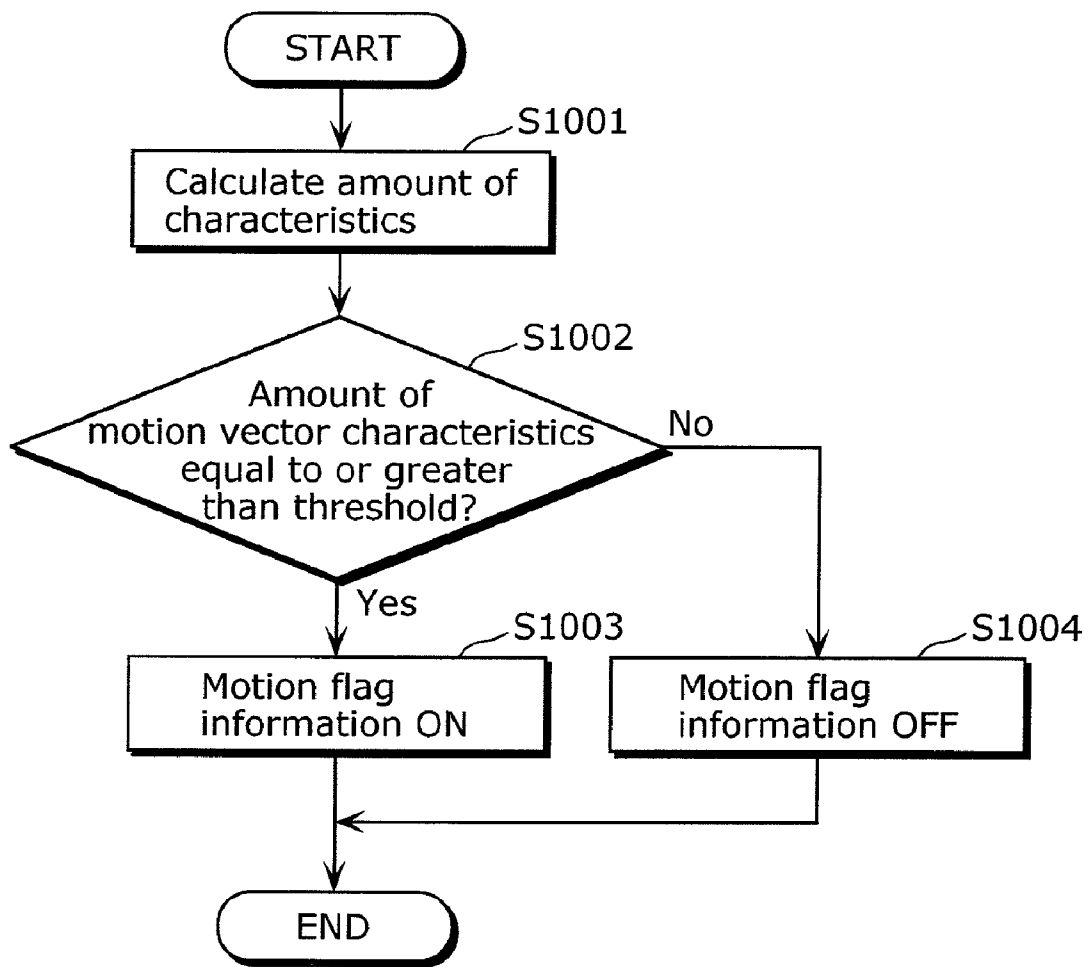 START
S1001
Calculate amount of
characteristics
S1002
Amount of
motion vector characteristics
equal to or greater
than threshold?
No
Yes
S1003
Motion flag
information ON
S1004
Motion flag
information OFF
END